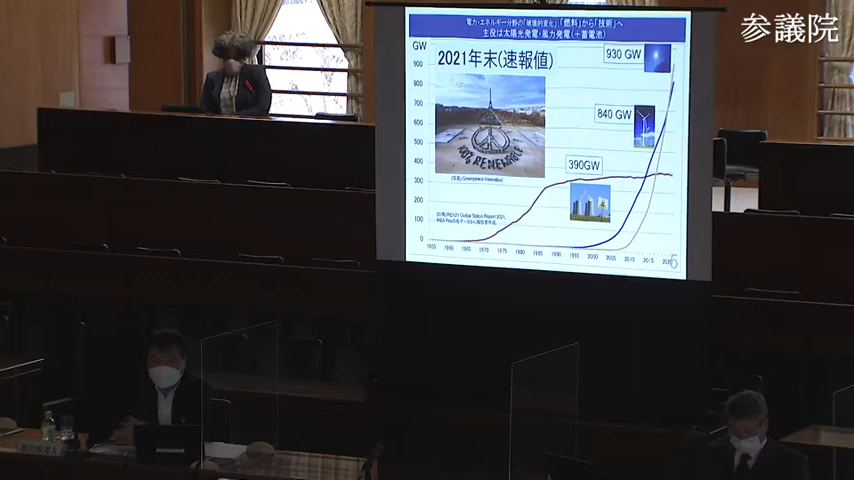 参議院
電力・エネルギー分野の「破壊的変化」:「燃料」から「技術」へ
主役は太陽光発電・風力発電(+蓄電池)
GW
2021年末(速報値)
930 GW
840 GW
390GW
100% RENEWABLE
900
800
700
600
500
400
300
200
100
0
1955 1960 1965 1970 1975 1980 1985 1990 1995 2000 2005 2010 2015 2020
5